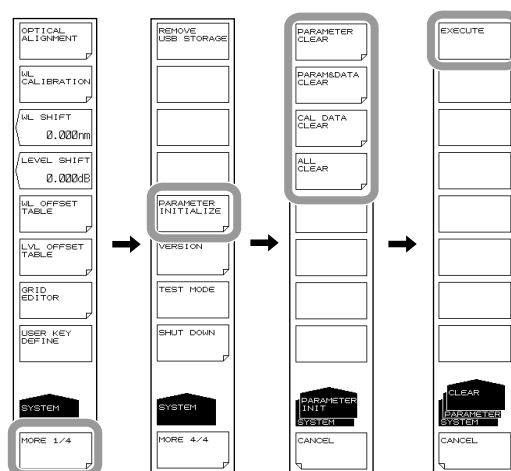 OPTICAL
ALIGNMENT
WL
CALIBRATION
WL SHIFT
0.000nm
LEVEL SHIFT
0.000dB
WL OFFSET
TABLE
LVL OFFSET
TABLE
GRID
EDITOR
USER KEY
DEFINE
SYSTEM
MORE 1/4
REMOVE
USB STORAGE
PARAMETER
INITIALIZE
VERSION
TEST MODE
SHUT DOWN
SYSTEM
MORE 4/4
PARAMETER
CLEAR
PARAM&DATA
CLEAR
CAL DATA
CLEAR
ALL
CLEAR
PARAMETER
INIT
SYSTEM
CANCEL
EXECUTE
CLEAR
PARAMETER
SYSTEM
CANCEL